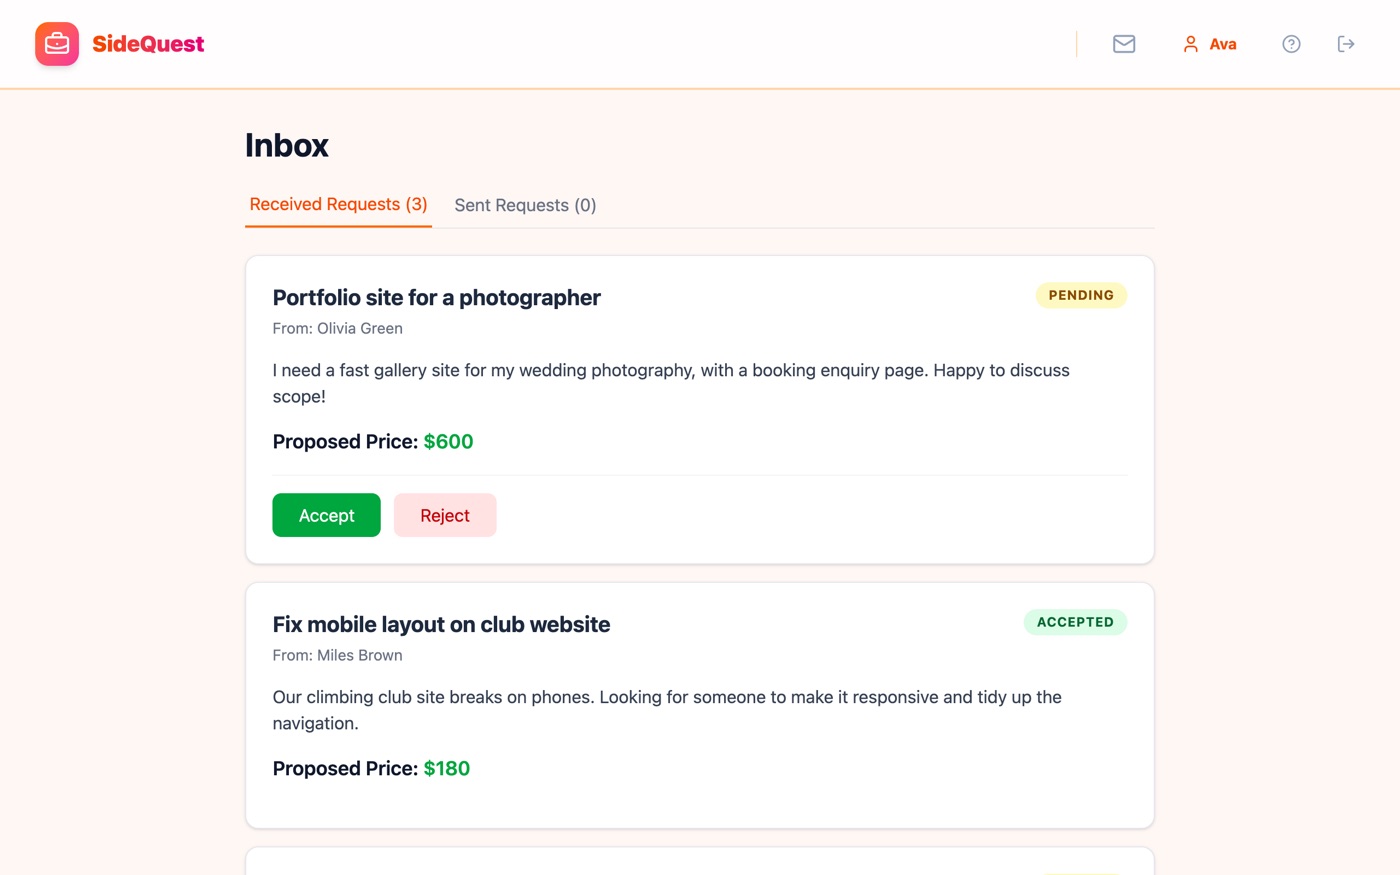 SideQuest
Ava
Inbox
Received Requests (3)
Sent Requests (0)
Portfolio site for a photographer
PENDING
From: Olivia Green
I need a fast gallery site for my wedding photography, with a booking enquiry page. Happy to discuss
scope!
Proposed Price: $600
Accept
Reject
Fix mobile layout on club website
ACCEPTED
From: Miles Brown
Our climbing club site breaks on phones. Looking for someone to make it responsive and tidy up the
navigation.
Proposed Price: $180